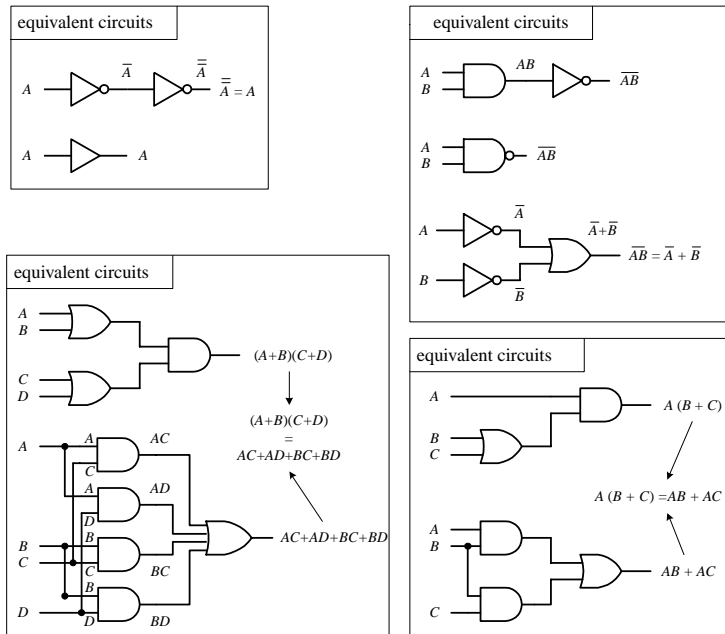 equivalent circuits
A
A̅
A̿
A̿ = A
A
A
equivalent circuits
A
B
AB
A̅B̅
A
B
A̅B̅
A
A̅
A̅+B̅
A̅B̅ = A̅ + B̅
B
B̅
equivalent circuits
A
B
(A+B)(C+D)
C
D
(A+B)(C+D)
=
AC+AD+BC+BD
A
A
AC
C
A
AD
D
B
B
C
C
BC
B
D
D
BD
AC+AD+BC+BD
equivalent circuits
A
A (B + C)
B
C
A (B + C) =AB + AC
A
B
C
AB + AC